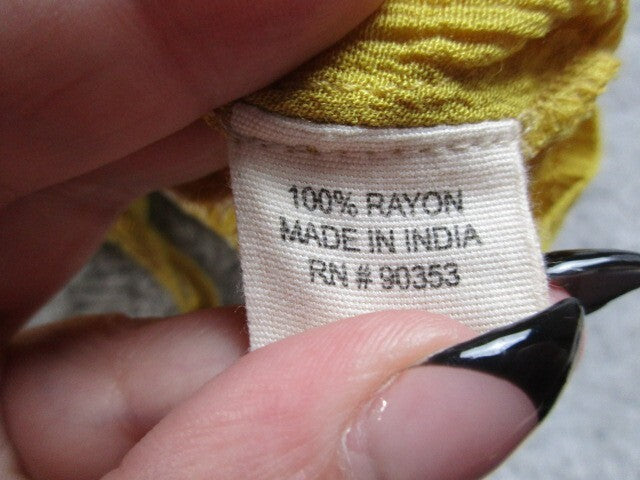 100% RAYON
MADE IN INDIA
RN # 90353